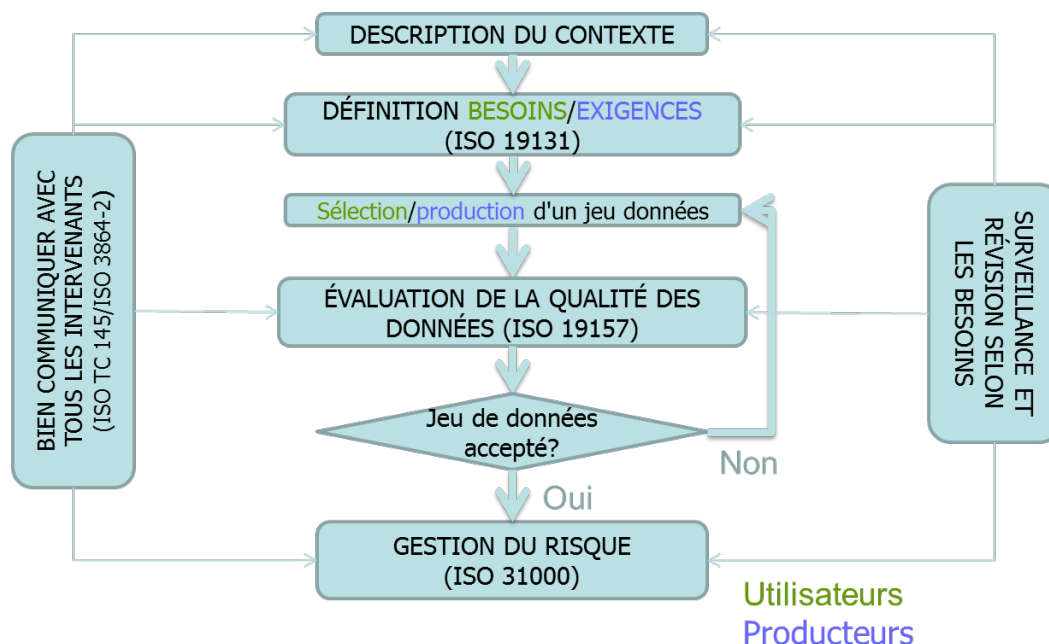 DESCRIPTION DU CONTEXTE
DÉFINITION BESOINS/EXIGENCES
(ISO 19131)
Sélection/production d'un jeu données
ÉVALUATION DE LA QUALITÉ DES
DONNÉES (ISO 19157)
Jeu de données
accepté?
Non
Oui
GESTION DU RISQUE
(ISO 31000)
BIEN COMMUNIQUER AVEC
TOUS LES INTERVENANTS
(ISO TC 145/ISO 3864-2)
SURVEILLANCE ET
RÉVISION SELON
LES BESOINS
Utilisateurs
Producteurs